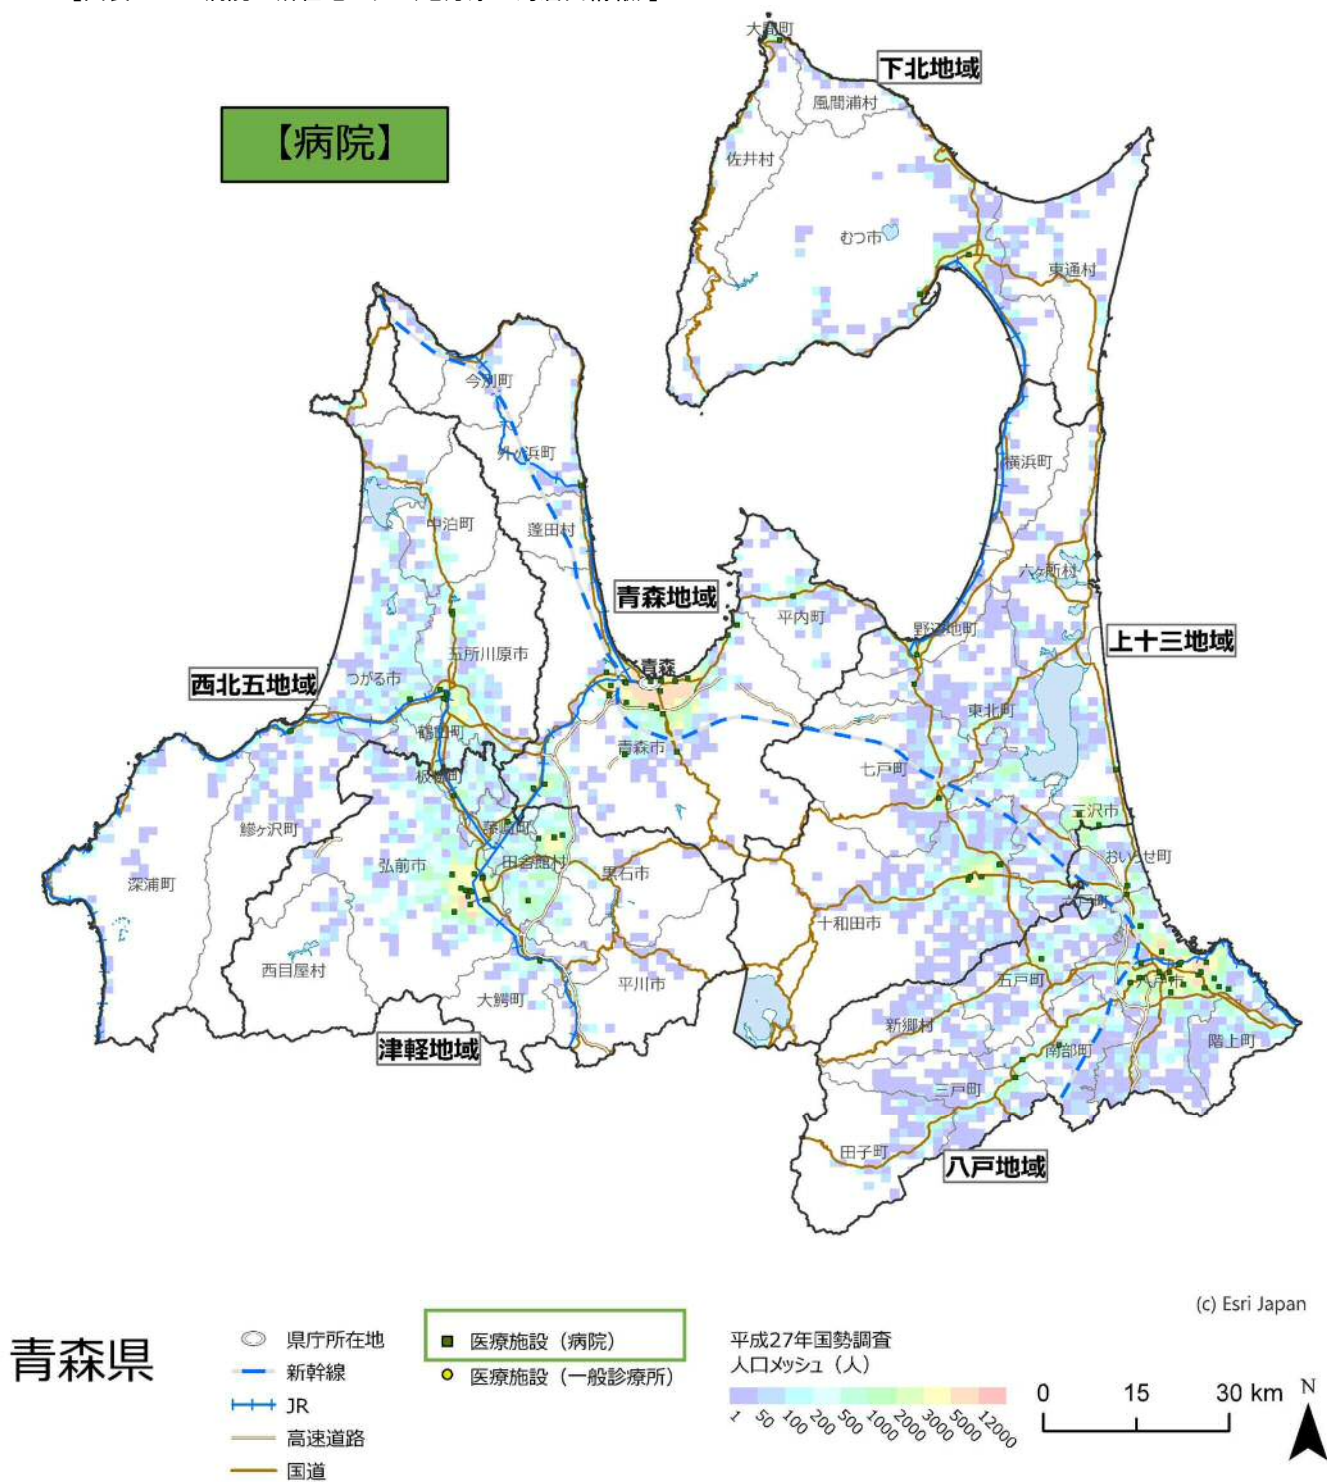 大間町
下北地域
風間浦村
【病院】
佐井村
むつ市
東通村
今別町
外ヶ浜町
横浜町
中泊町
蓬田村
六ヶ所村
青森地域
平内町
野辺地町
上十三地域
五所川原市
青森
西北五地域
つがる市
東北町
鶴田町
青森市
七戸町
板柳町
三沢市
鰺ヶ沢町
藤崎町
おいらせ町
弘前市
田舎館村
黒石市
深浦町
六戸町
十和田市
西目屋村
平川市
五戸町
八戸市
大鰐町
新郷村
津軽地域
南部町
階上町
三戸町
田子町
八戸地域
(c) Esri Japan
青森県
県庁所在地
新幹線
JR
高速道路
国道
医療施設（病院）
医療施設（一般診療所）
平成27年国勢調査
人口メッシュ（人）
1 50 100 200 500 1000 2000 3000 5000 12000
0 15 30 km
N